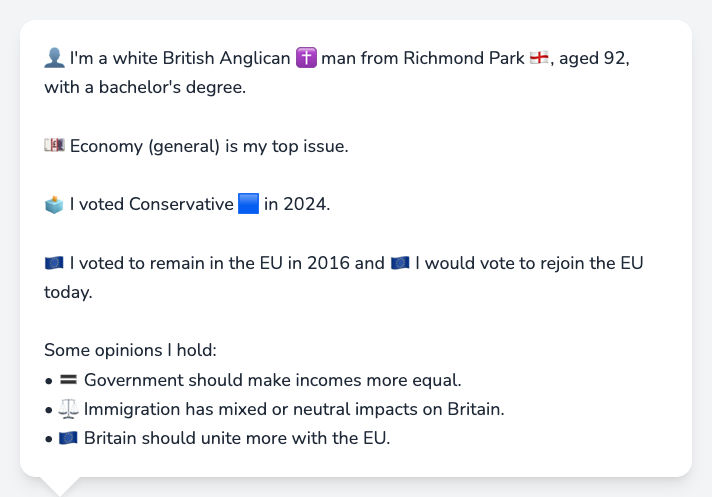 👤 I'm a white British Anglican ✝️ man from Richmond Park 🏴󠁧󠁢󠁥󠁮󠁧󠁿, aged 92,
with a bachelor's degree.
💷 Economy (general) is my top issue.
🗳️ I voted Conservative 🟦 in 2024.
🇪🇺 I voted to remain in the EU in 2016 and 🇪🇺 I would vote to rejoin the EU
today.
Some opinions I hold:
• 🟰 Government should make incomes more equal.
• ⚖️ Immigration has mixed or neutral impacts on Britain.
• 🇪🇺 Britain should unite more with the EU.